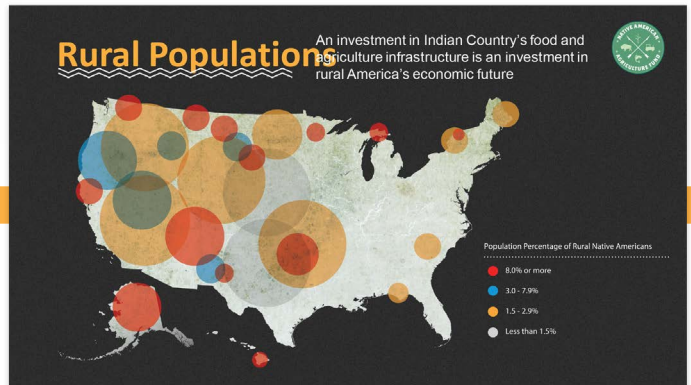 Rural Populations
An investment in Indian Country's food and
agriculture infrastructure is an investment in
rural America's economic future
NATIVE AMERICAN
AGRICULTURE FUND
Population Percentage of Rural Native Americans
8.0% or more
3.0 - 7.9%
1.5 - 2.9%
Less than 1.5%